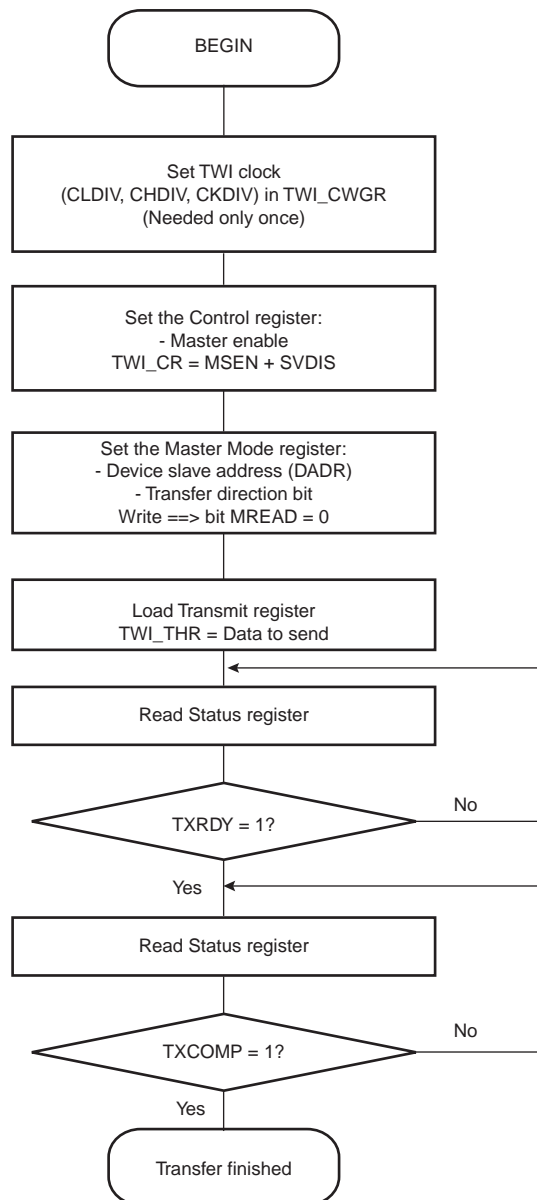 BEGIN
Set TWI clock
(CLDIV, CHDIV, CKDIV) in TWI_CWGR
(Needed only once)
Set the Control register:
- Master enable
TWI_CR = MSEN + SVDIS
Set the Master Mode register:
- Device slave address (DADR)
- Transfer direction bit
Write ==> bit MREAD = 0
Load Transmit register
TWI_THR = Data to send
Read Status register
TXRDY = 1?
No
Yes
Read Status register
TXCOMP = 1?
No
Yes
Transfer finished